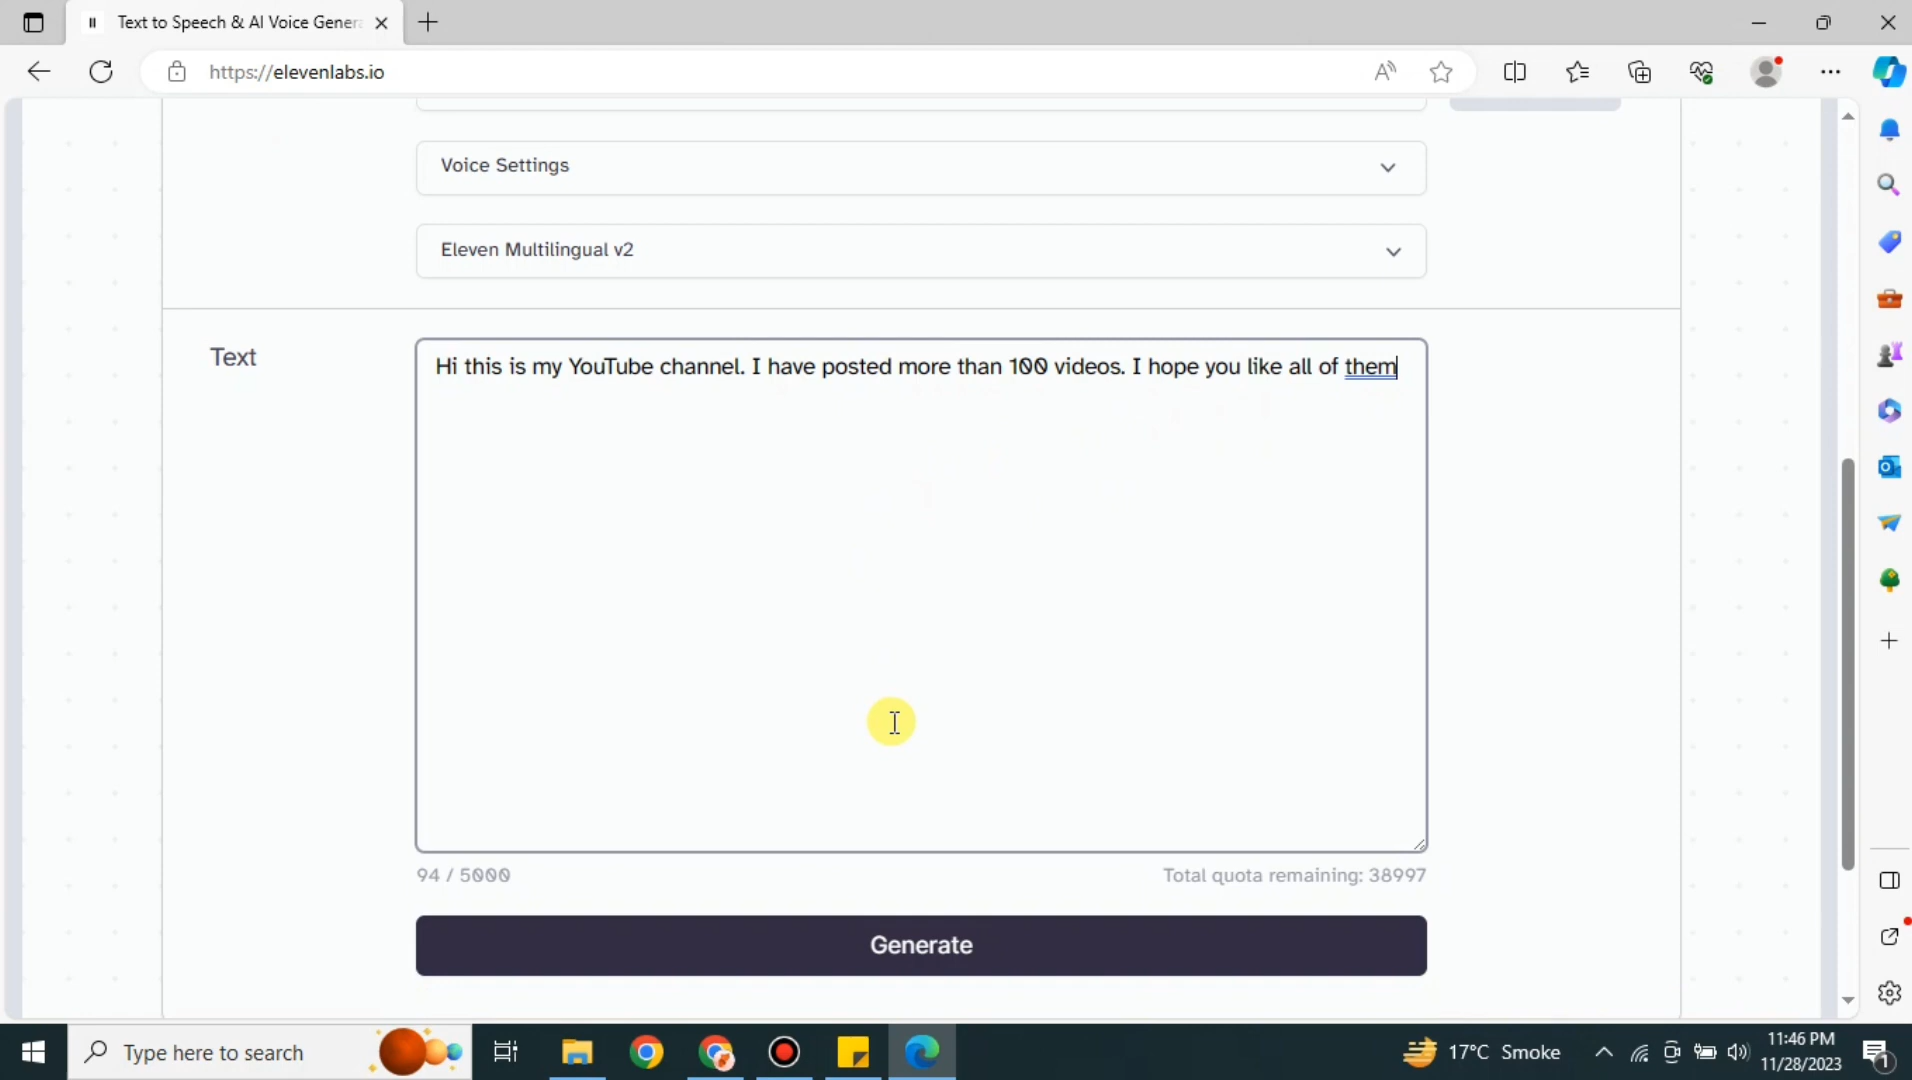 Text to Speech & AI Voice Gener
https://elevenlabs.io
Voice Settings
Eleven Multilingual v2
Text
Hi this is my YouTube channel. I have posted more than 100 videos. I hope you like all of them
94 / 5000
Total quota remaining: 38997
Generate
Type here to search
17°C Smoke
11:46 PM
11/28/2023
1